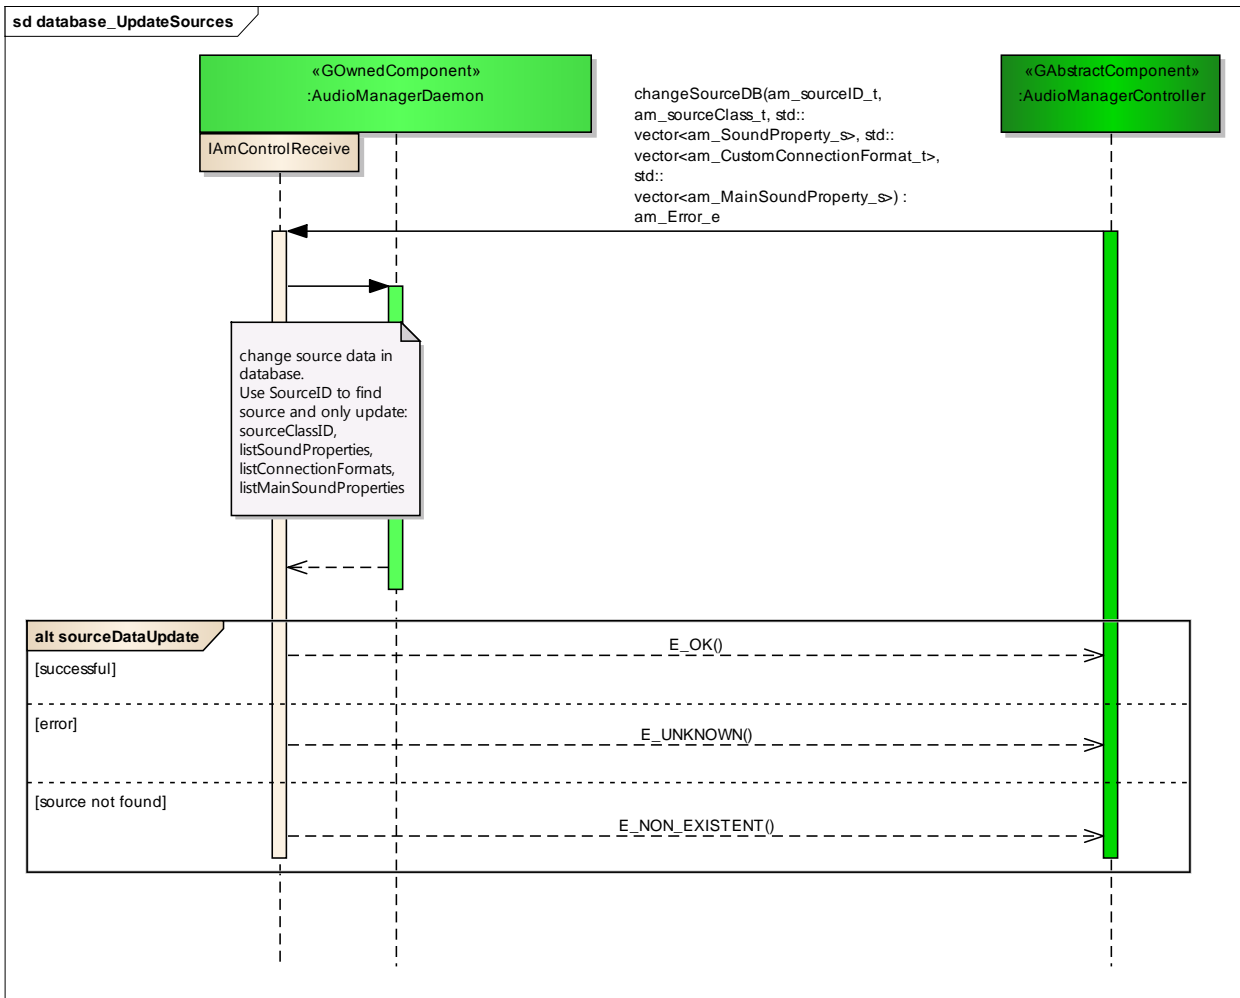 sd database_UpdateSources
«GOwnedComponent»
:AudioManagerDaemon
IAmControlReceive
changeSourceDB(am_sourceID_t,
am_sourceClass_t, std::
vector<am_SoundProperty_s>, std::
vector<am_CustomConnectionFormat_t>,
std::
vector<am_MainSoundProperty_s>) :
am_Error_e
«GAbstractComponent»
:AudioManagerController
change source data in
database.
Use SourceID to find
source and only update:
sourceClassID,
listSoundProperties,
listConnectionFormats,
listMainSoundProperties
alt sourceDataUpdate
E_OK()
[successful]
[error]
E_UNKNOWN()
[source not found]
E_NON_EXISTENT()